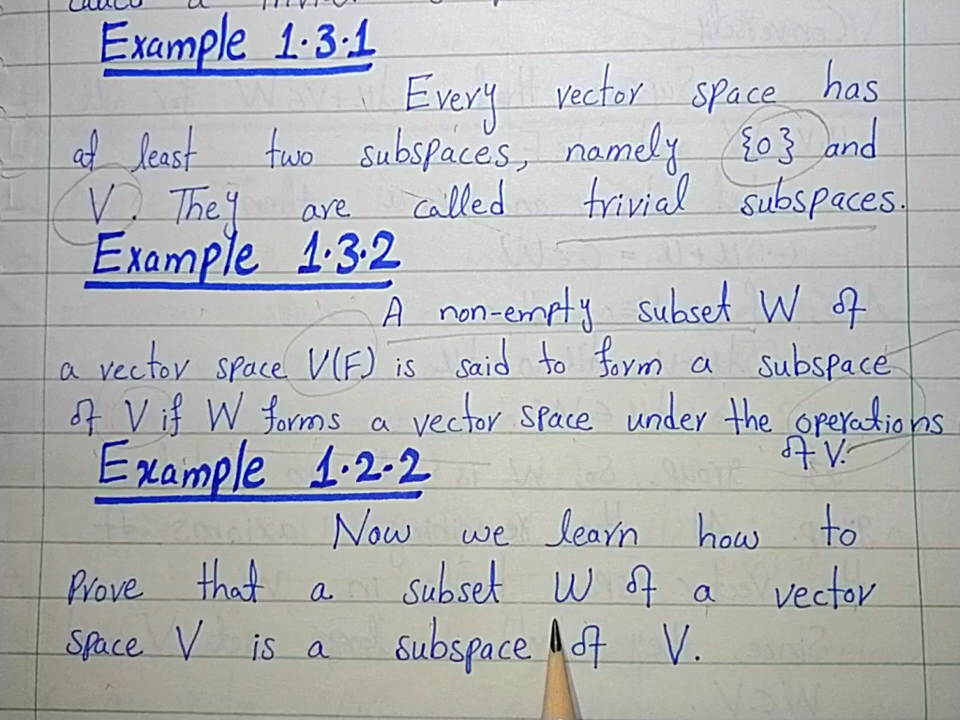 Example 1.3.1
Every vector space has
at least two subspaces, namely {0} and
V. They are called trivial subspaces.
Example 1.3.2
A non-empty subset W of
a vector space V(F) is said to form a subspace
of V if W forms a vector space under the operations
of V.
Example 1.2.2
Now we learn how to
Prove that a subset W of a vector
space V is a subspace of V.